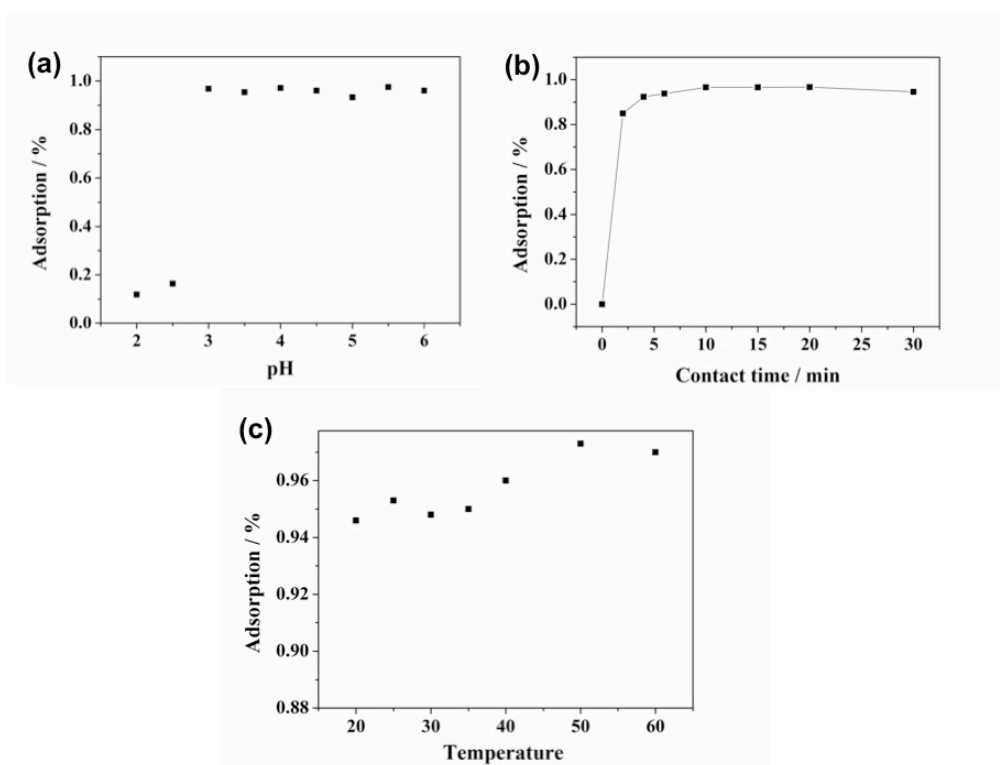 (a)
1.0
0.8
0.6
0.4
0.2
0.0
Adsorption / %
2 3 4 5 6
pH
(b)
1.0
0.8
0.6
0.4
0.2
0.0
Adsorption / %
0 5 10 15 20 25 30
Contact time / min
(c)
0.96
0.94
0.92
0.90
0.88
Adsorption / %
20 30 40 50 60
Temperature